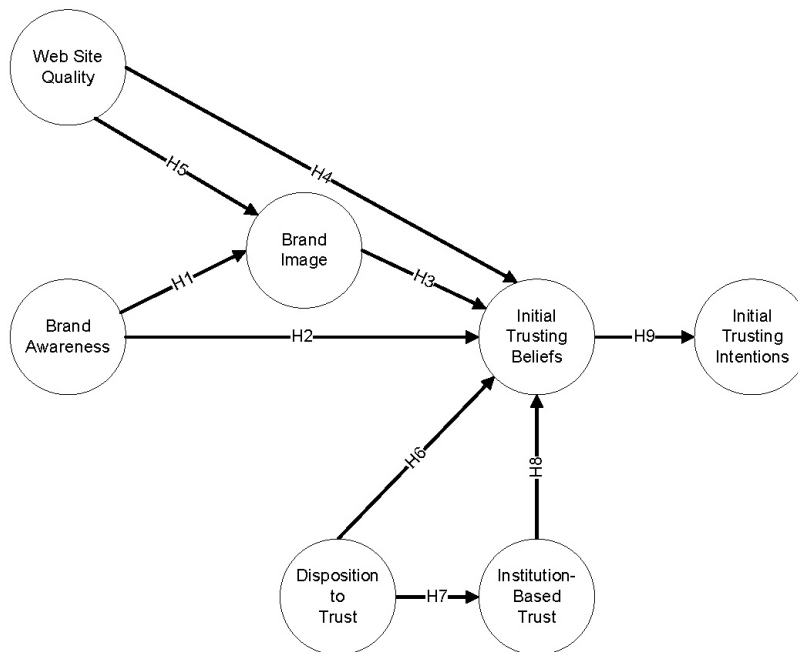 Web Site
Quality
H5
H4
Brand
Image
H1
H3
Brand
Awareness
H2
Initial
Trusting
Beliefs
H9
Initial
Trusting
Intentions
H6
H8
Disposition
to
Trust
H7
Institution-
Based
Trust